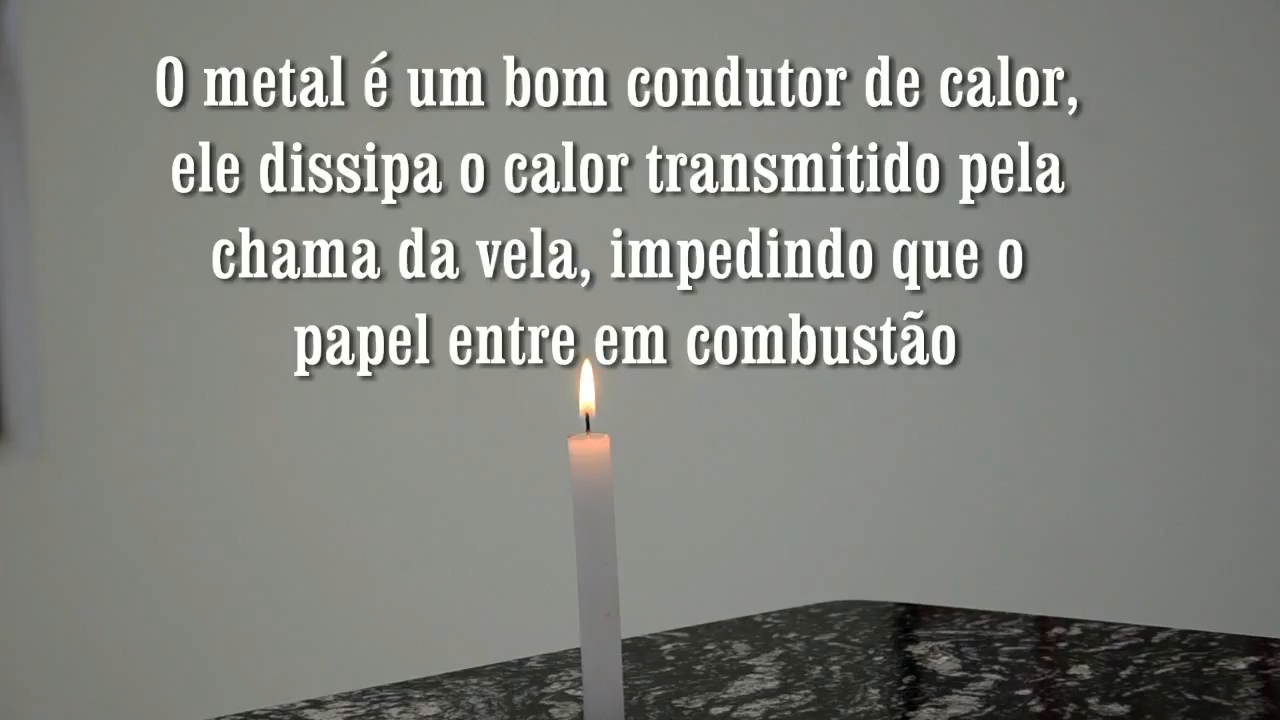 O metal é um bom condutor de calor,
ele dissipa o calor transmitido pela
chama da vela, impedindo que o
papel entre em combustão